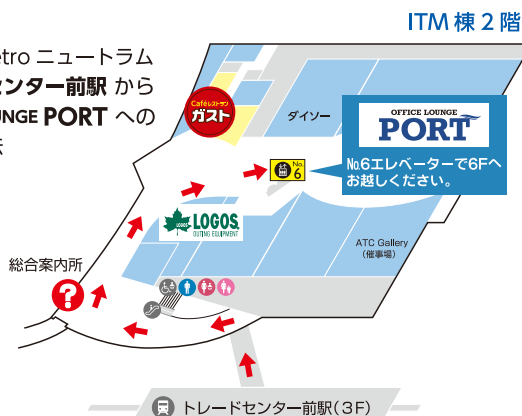 ITM 棟 2 階
etro ニュートラム
センター前駅 から
UNGE PORT への
Caféレストラン
ガスト
ダイソー
OFFICE LOUNGE
PORT
No.6エレベーターで6Fへ
お越しください。
No.
6
LOGOS
LOGOS
OUTING EQUIPMENT
ATC Gallery
(催事場)
総合案内所
?
トレードセンター前駅(3F)